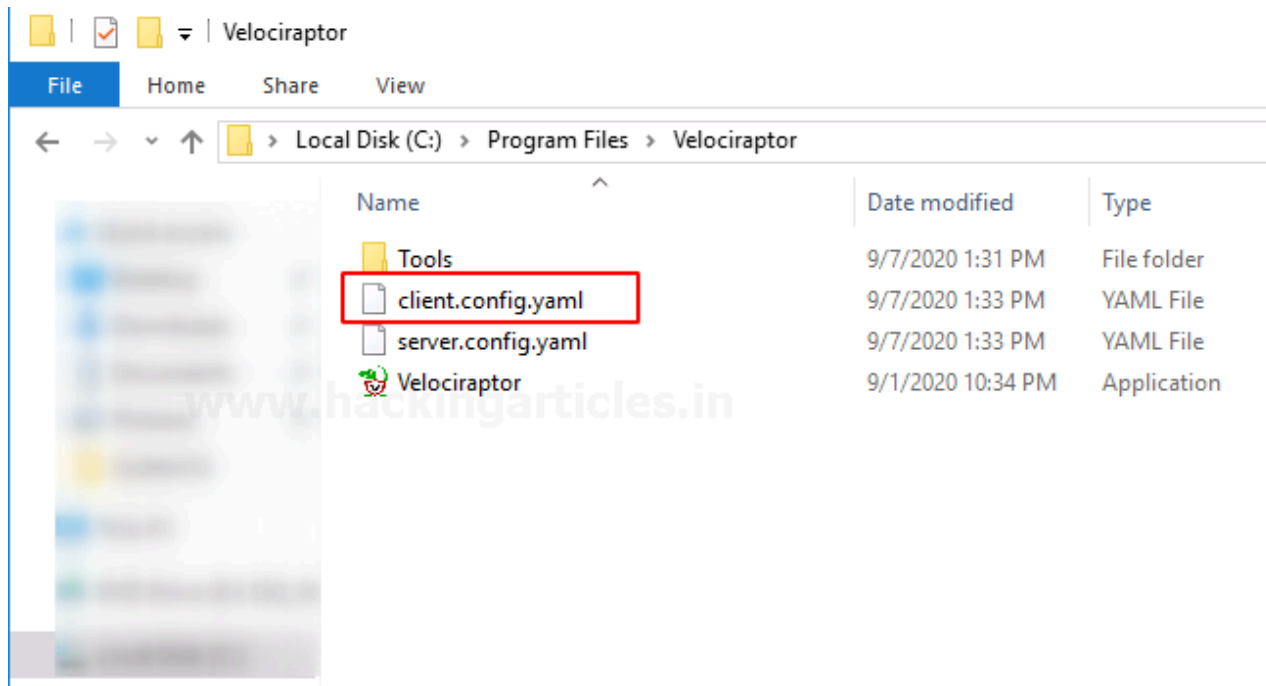 Velociraptor
File Home Share View
Local Disk (C:) > Program Files > Velociraptor
Name Date modified Type
Tools 9/7/2020 1:31 PM File folder
client.config.yaml 9/7/2020 1:33 PM YAML File
server.config.yaml 9/7/2020 1:33 PM YAML File
Velociraptor 9/1/2020 10:34 PM Application
www.hackingarticles.in